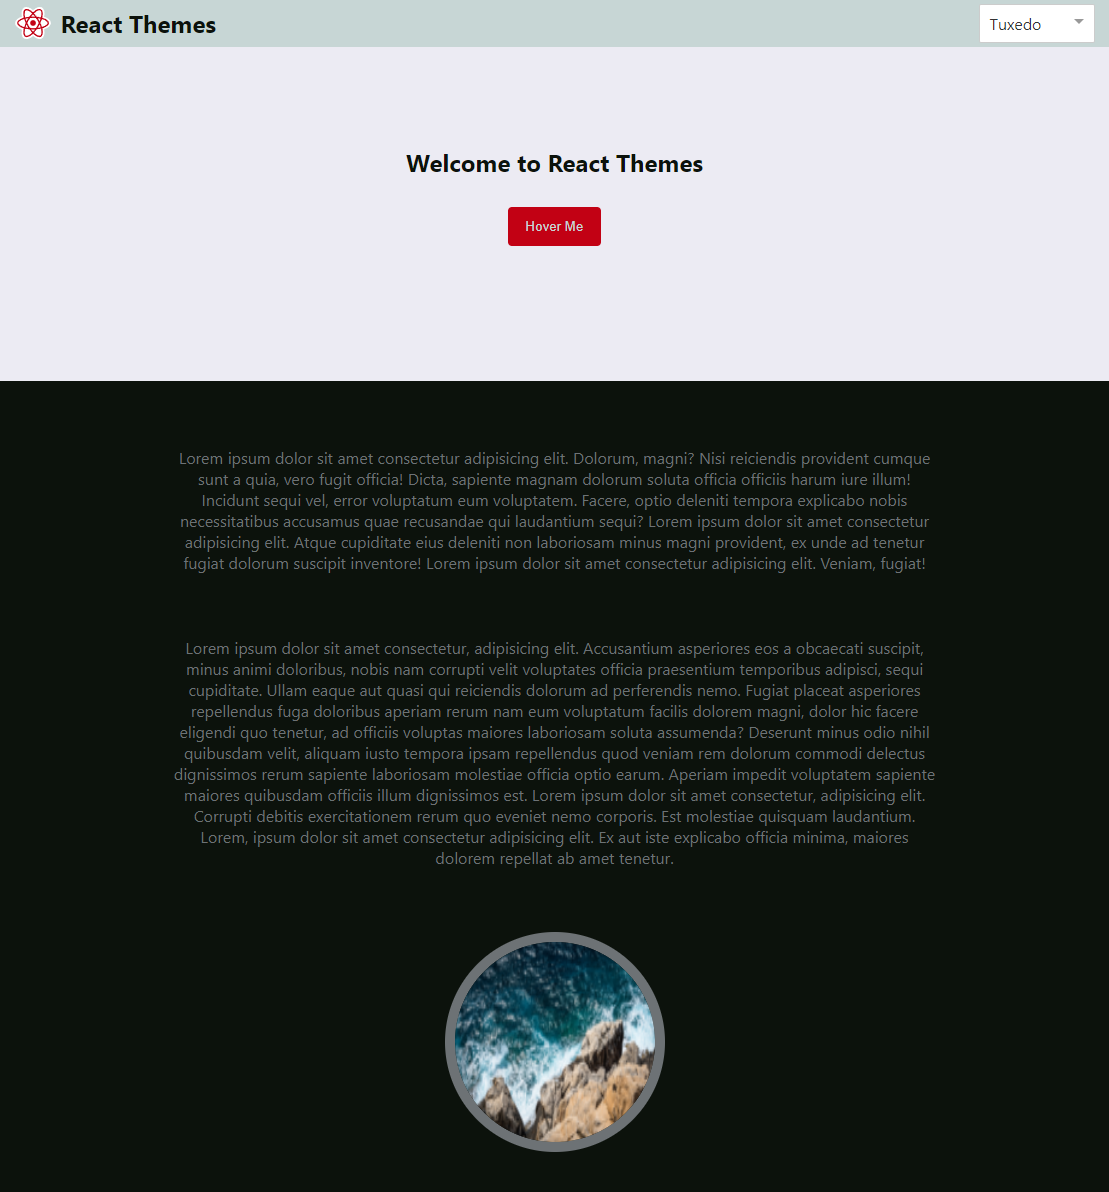 React Themes
Tuxedo
Welcome to React Themes
Hover Me
Lorem ipsum dolor sit amet consectetur adipisicing elit. Dolorum, magni? Nisi reiciendis provident cumque
sunt a quia, vero fugit officia! Dicta, sapiente magnam dolorum soluta officia officiis harum iure illum!
Incidunt sequi vel, error voluptatum eum voluptatem. Facere, optio deleniti tempora explicabo nobis
necessitatibus accusamus quae recusandae qui laudantium sequi? Lorem ipsum dolor sit amet consectetur
adipisicing elit. Atque cupiditate eius deleniti non laboriosam minus magni provident, ex unde ad tenetur
fugiat dolorum suscipit inventore! Lorem ipsum dolor sit amet consectetur adipisicing elit. Veniam, fugiat!
Lorem ipsum dolor sit amet consectetur, adipisicing elit. Accusantium asperiores eos a obcaecati suscipit,
minus animi doloribus, nobis nam corrupti velit voluptates officia praesentium temporibus adipisci, sequi
cupiditate. Ullam eaque aut quasi qui reiciendis dolorum ad perferendis nemo. Fugiat placeat asperiores
repellendus fuga doloribus aperiam rerum nam eum voluptatum facilis dolorem magni, dolor hic facere
eligendi quo tenetur, ad officiis voluptas maiores laboriosam soluta assumenda? Deserunt minus odio nihil
quibusdam velit, aliquam iusto tempora ipsam repellendus quod veniam rem dolorum commodi delectus
dignissimos rerum sapiente laboriosam molestiae officia optio earum. Aperiam impedit voluptatem sapiente
maiores quibusdam officiis illum dignissimos est. Lorem ipsum dolor sit amet consectetur, adipisicing elit.
Corrupti debitis exercitationem rerum quo eveniet nemo corporis. Est molestiae quisquam laudantium.
Lorem, ipsum dolor sit amet consectetur adipisicing elit. Ex aut iste explicabo officia minima, maiores
dolorem repellat ab amet tenetur.